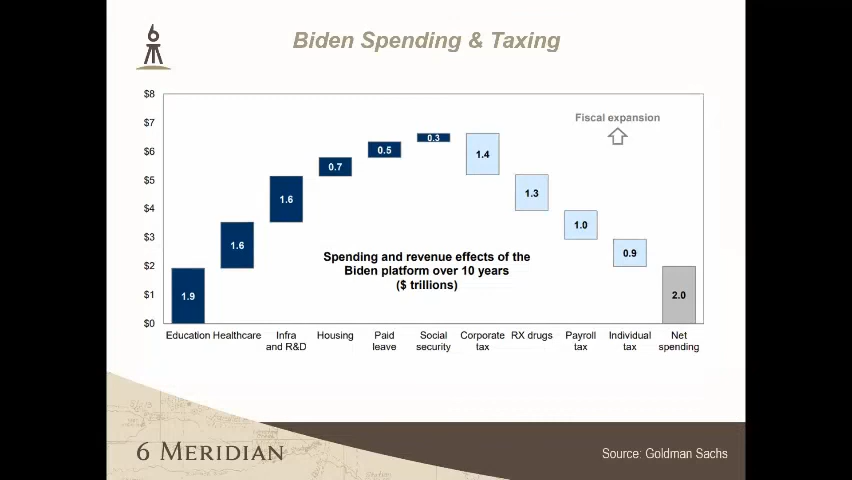 6
Biden Spending & Taxing
$8
$7
$6
$5
$4
$3
$2
$1
$0
Fiscal expansion
1.9
1.6
1.6
0.7
0.5
0.3
1.4
1.3
1.0
0.9
2.0
Spending and revenue effects of the
Biden platform over 10 years
($ trillions)
Education
Healthcare
Infra
and R&D
Housing
Paid
leave
Social
security
Corporate
tax
RX drugs
Payroll
tax
Individual
tax
Net
spending
6 MERIDIAN
Source: Goldman Sachs